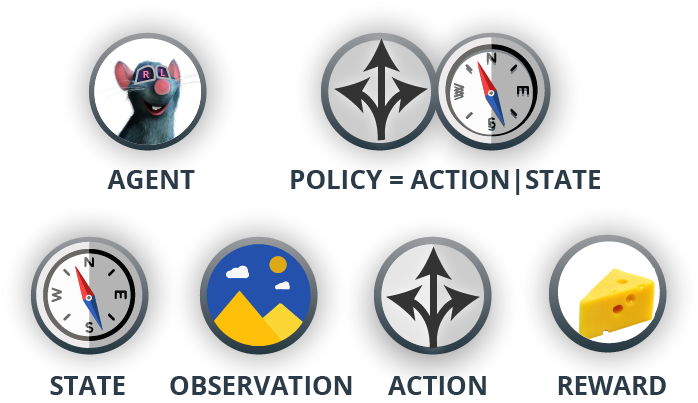 R L
AGENT
POLICY = ACTION|STATE
N
E
S
W
N
E
S
W
STATE
OBSERVATION
ACTION
REWARD